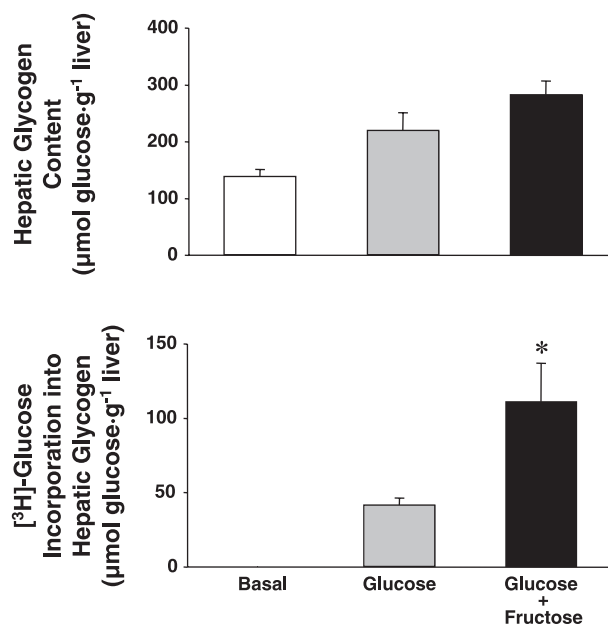 Hepatic Glycogen
Content
(µmol glucose·g⁻¹ liver)
400
300
200
100
0
[³H]-Glucose
Incorporation into
Hepatic Glycogen
(µmol glucose·g⁻¹ liver)
150
100
50
0
*
Basal
Glucose
Glucose
+
Fructose